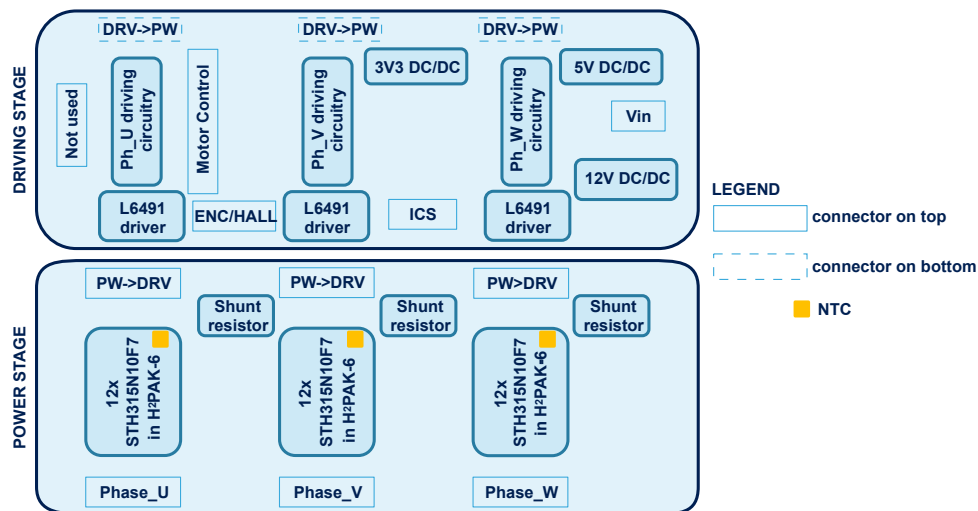 DRIVING STAGE
DRV->PW
DRV->PW
DRV->PW
Not used
Ph_U driving
circuitry
Motor Control
Ph_V driving
circuitry
3V3 DC/DC
Ph_W driving
circuitry
5V DC/DC
Vin
12V DC/DC
L6491
driver
ENC/HALL
L6491
driver
ICS
L6491
driver
LEGEND
connector on top
connector on bottom
NTC
POWER STAGE
PW->DRV
PW->DRV
PW>DRV
Shunt
resistor
Shunt
resistor
Shunt
resistor
12x
STH315N10F7
in H²PAK-6
12x
STH315N10F7
in H²PAK-6
12x
STH315N10F7
in H²PAK-6
Phase_U
Phase_V
Phase_W